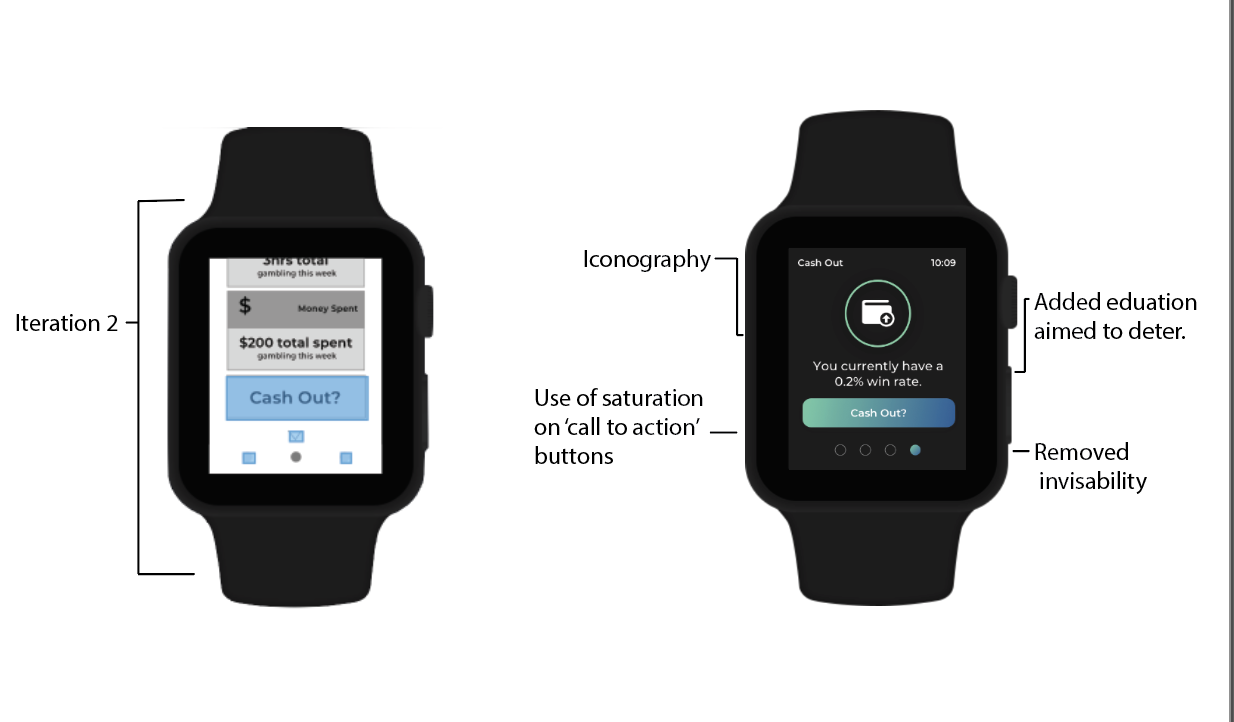 Iteration 2
3hrs total
gambling this week
$ Money Spent
$200 total spent
gambling this week
Cash Out?
Iconography
Use of saturation
on ‘call to action’
buttons
Cash Out 10:09
You currently have a
0.2% win rate.
Cash Out?
Added eduation
aimed to deter.
Removed
invisability